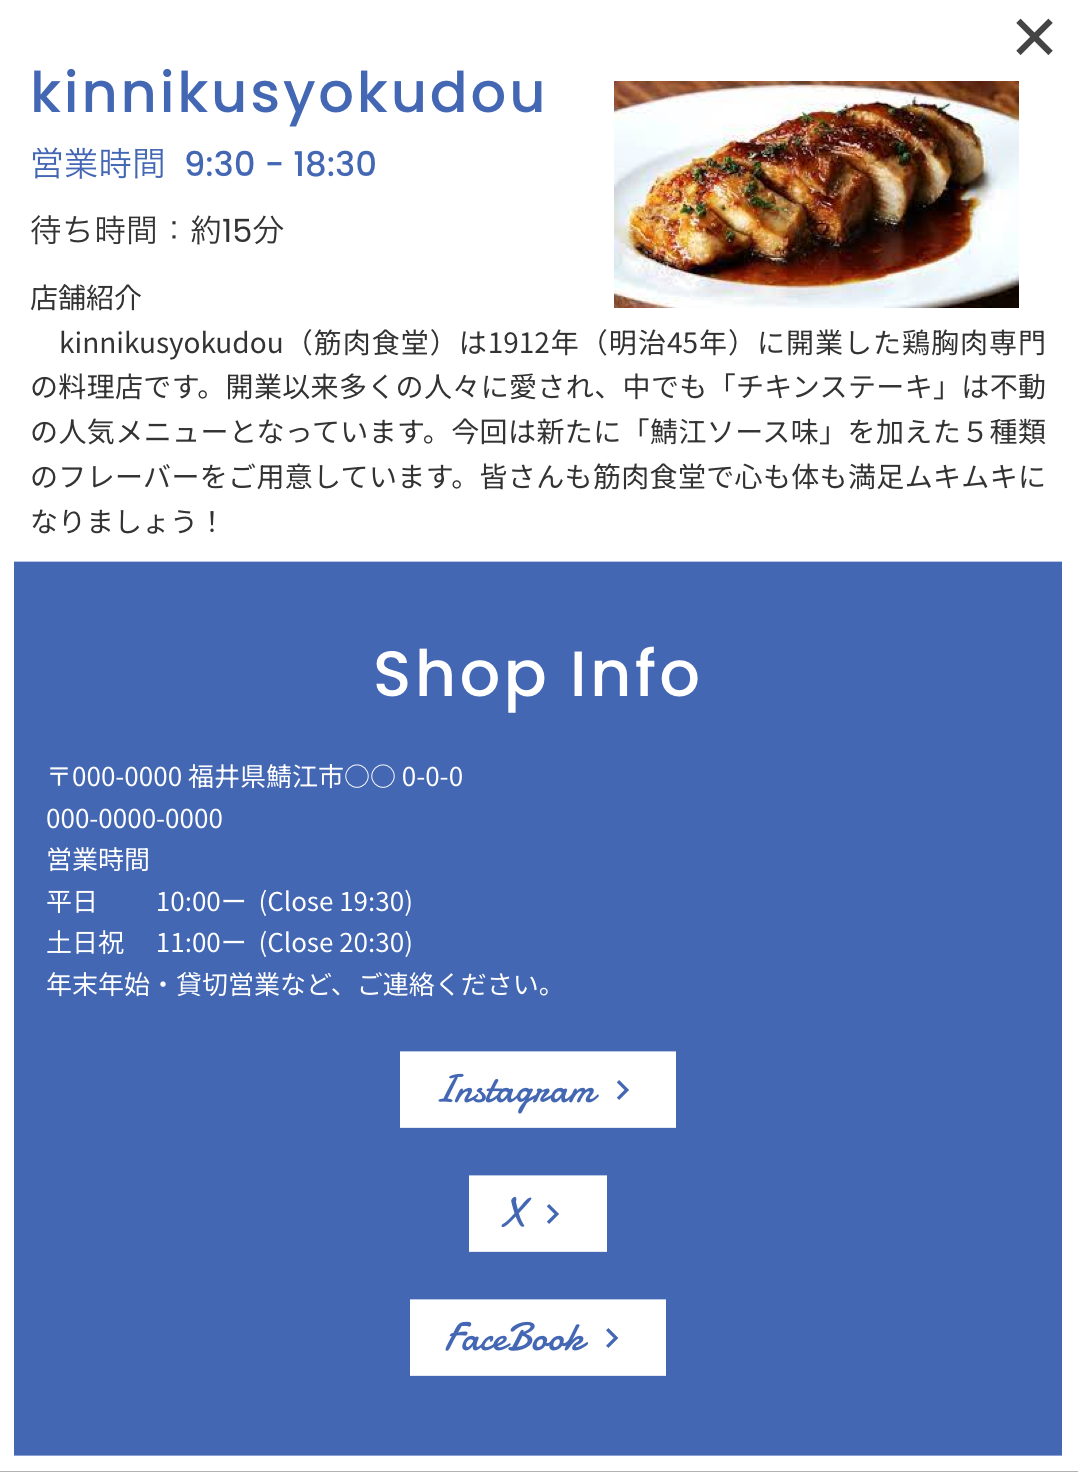 kinnikusyokudou
営業時間 9:30 - 18:30
待ち時間：約15分
店舗紹介
　kinnikusyokudou（筋肉食堂）は1912年（明治45年）に開業した鶏胸肉専門
の料理店です。開業以来多くの人々に愛され、中でも「チキンステーキ」は不動
の人気メニューとなっています。今回は新たに「鯖江ソース味」を加えた５種類
のフレーバーをご用意しています。皆さんも筋肉食堂で心も体も満足ムキムキに
なりましょう！
Shop Info
〒000-0000 福井県鯖江市○○ 0-0-0
000-0000-0000
営業時間
平日　　10:00ー (Close 19:30)
土日祝　11:00ー (Close 20:30)
年末年始・貸切営業など、ご連絡ください。
Instagram
X
FaceBook